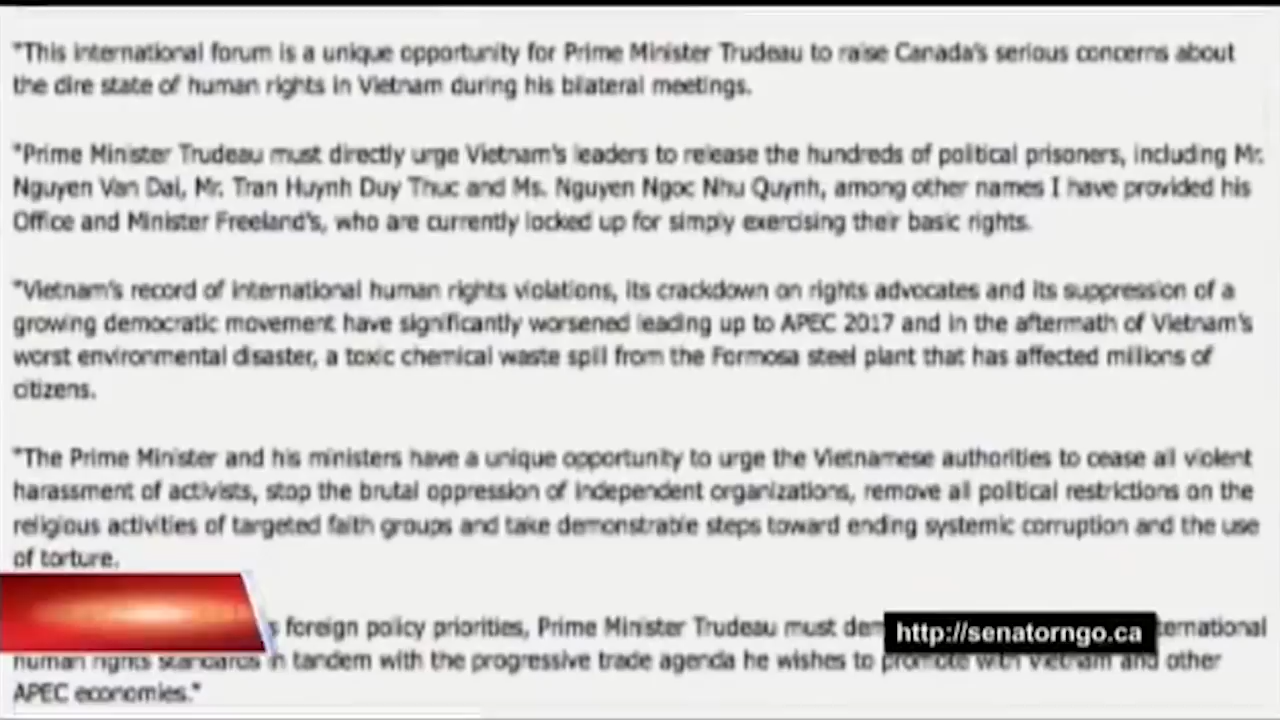 "This international forum is a unique opportunity for Prime Minister Trudeau to raise Canada's serious concerns about
the dire state of human rights in Vietnam during his bilateral meetings.
"Prime Minister Trudeau must directly urge Vietnam's leaders to release the hundreds of political prisoners, including Mr.
Nguyen Van Dai, Mr. Tran Huynh Duy Thuc and Ms. Nguyen Ngoc Nhu Quynh, among other names I have provided his
Office and Minister Freeland's, who are currently locked up for simply exercising their basic rights.
"Vietnam's record of international human rights violations, its crackdown on rights advocates and its suppression of a
growing democratic movement have significantly worsened leading up to APEC 2017 and in the aftermath of Vietnam's
worst environmental disaster, a toxic chemical waste spill from the Formosa steel plant that has affected millions of
citizens.
"The Prime Minister and his ministers have a unique opportunity to urge the Vietnamese authorities to cease all violent
harassment of activists, stop the brutal oppression of independent organizations, remove all political restrictions on the
religious activities of targeted faith groups and take demonstrable steps toward ending systemic corruption and the use
of torture.
s foreign policy priorities, Prime Minister Trudeau must
http://senatorngo.ca
human rights standards in tandem with the progressive trade agenda he wishes to promote with Vietnam and other
APEC economies."